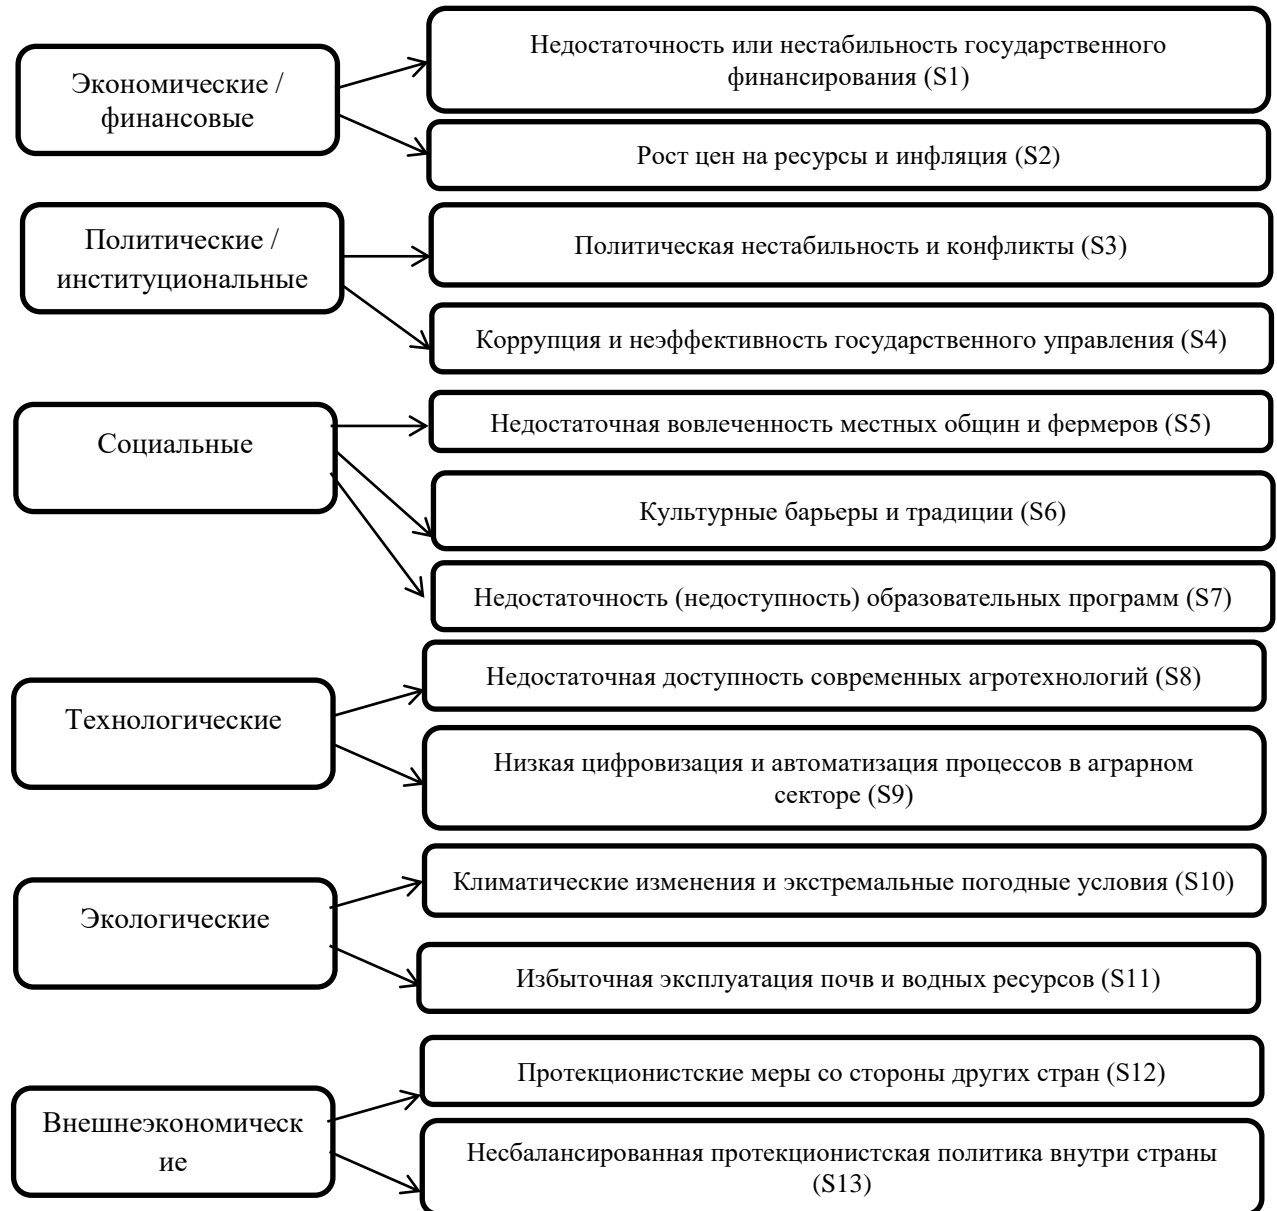 Экономические /
финансовые
Недостаточность или нестабильность государственного
финансирования (S1)
Рост цен на ресурсы и инфляция (S2)
Политические /
институциональные
Политическая нестабильность и конфликты (S3)
Коррупция и неэффективность государственного управления (S4)
Социальные
Недостаточная вовлеченность местных общин и фермеров (S5)
Культурные барьеры и традиции (S6)
Недостаточность (недоступность) образовательных программ (S7)
Технологические
Недостаточная доступность современных агротехнологий (S8)
Низкая цифровизация и автоматизация процессов в аграрном
секторе (S9)
Экологические
Климатические изменения и экстремальные погодные условия (S10)
Избыточная эксплуатация почв и водных ресурсов (S11)
Внешнеэкономическ
ие
Протекционистские меры со стороны других стран (S12)
Несбалансированная протекционистская политика внутри страны
(S13)